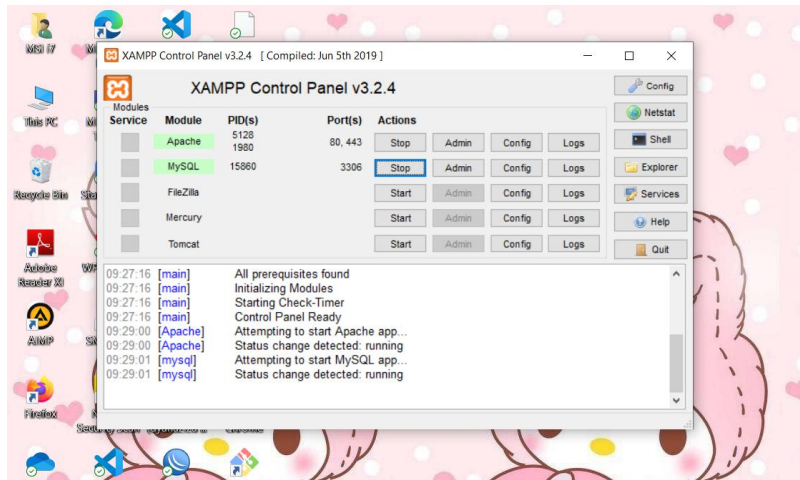 XAMPP Control Panel v3.2.4 [ Compiled: Jun 5th 2019 ]
XAMPP Control Panel v3.2.4
Config
Modules
Netstat
Service Module PID(s) Port(s) Actions
Apache 5128 1980 80, 443 Stop Admin Config Logs
Shell
MySQL 15860 3306 Stop Admin Config Logs
Explorer
FileZilla Start Admin Config Logs
Services
Mercury Start Admin Config Logs
Help
Tomcat Start Admin Config Logs
Quit
09:27:16 [main] All prerequisites found
09:27:16 [main] Initializing Modules
09:27:16 [main] Starting Check-Timer
09:27:16 [main] Control Panel Ready
09:29:00 [Apache] Attempting to start Apache app...
09:29:00 [Apache] Status change detected: running
09:29:01 [mysql] Attempting to start MySQL app...
09:29:01 [mysql] Status change detected: running
MSI i7
This PC
Recycle Bin
Adobe
Reader XI
AIMP
Firefox